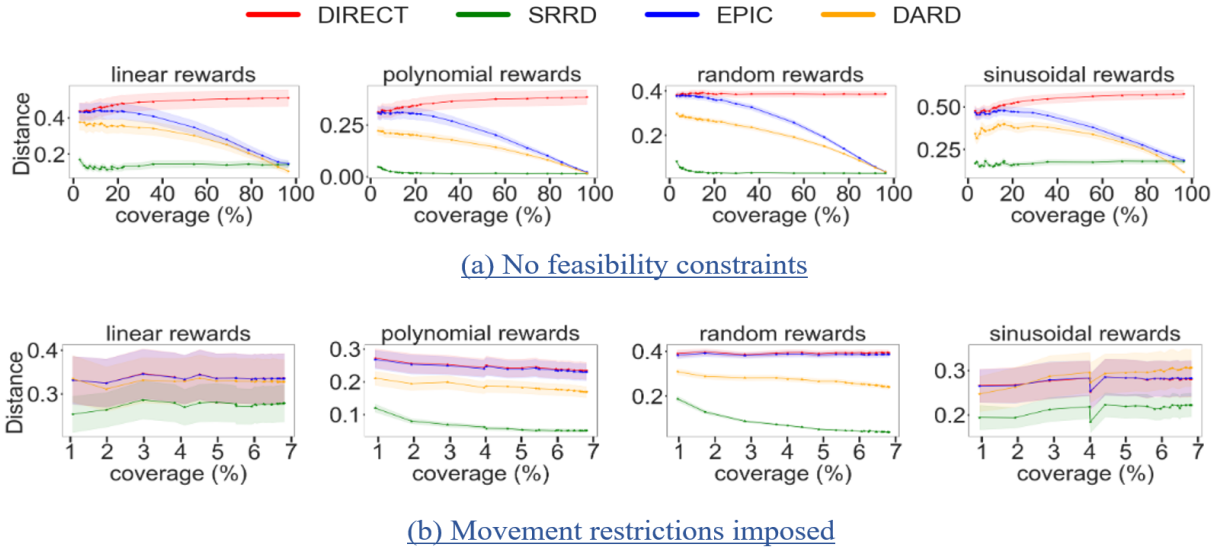 DIRECT SRRD EPIC DARD
linear rewards polynomial rewards random rewards sinusoidal rewards
Distance
0.4
0.2
0 20 40 60 80 100
coverage (%)
0.25
0.00
0 20 40 60 80 100
coverage (%)
0.4
0.2
0 20 40 60 80 100
coverage (%)
0.50
0.25
0 20 40 60 80 100
coverage (%)
(a) No feasibility constraints
linear rewards polynomial rewards random rewards sinusoidal rewards
Distance
0.4
0.3
1 2 3 4 5 6 7
coverage (%)
0.3
0.2
0.1
1 2 3 4 5 6 7
coverage (%)
0.4
0.2
1 2 3 4 5 6 7
coverage (%)
0.3
0.2
1 2 3 4 5 6 7
coverage (%)
(b) Movement restrictions imposed